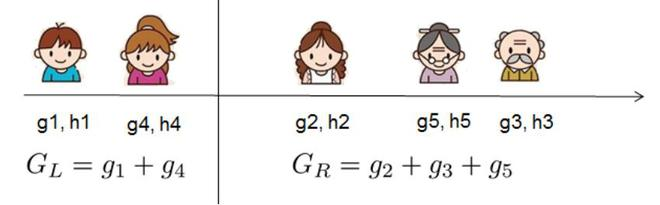 g1, h1 g4, h4 g2, h2 g5, h5 g3, h3
G_L = g_1 + g_4 G_R = g_2 + g_3 + g_5